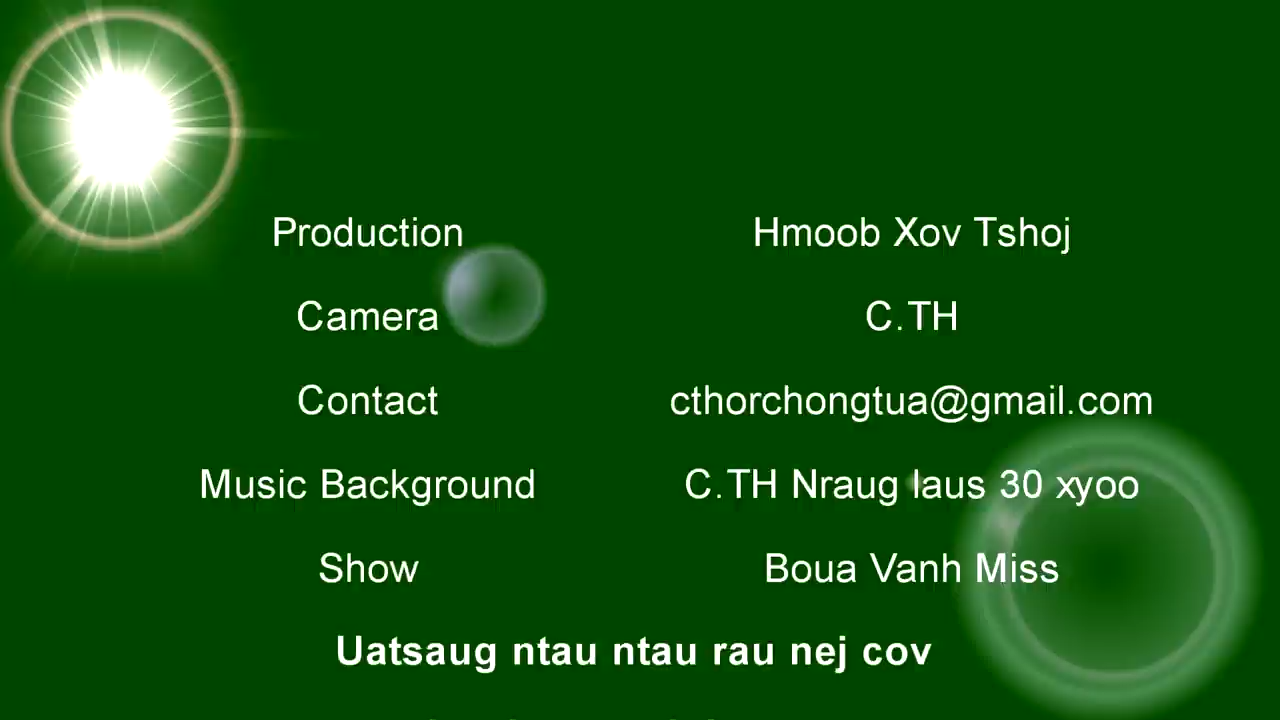 Production Hmoob Xov Tshoj
Camera C.TH
Contact cthorchongtua@gmail.com
Music Background C.TH Nraug laus 30 xyoo
Show Boua Vanh Miss
Uatsaug ntau ntau rau nej cov